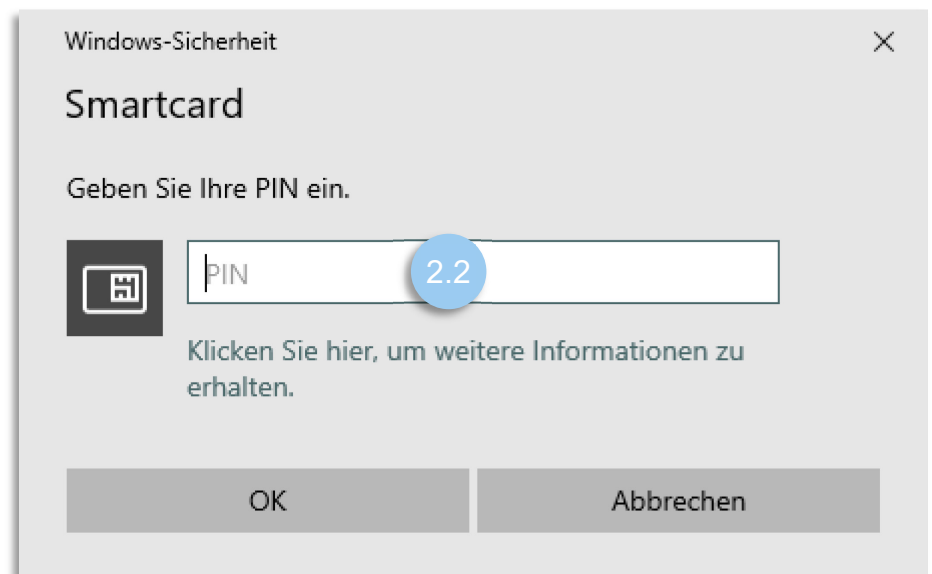 Windows-Sicherheit
Smartcard
Geben Sie Ihre PIN ein.
PIN
2.2
Klicken Sie hier, um weitere Informationen zu
erhalten.
OK
Abbrechen